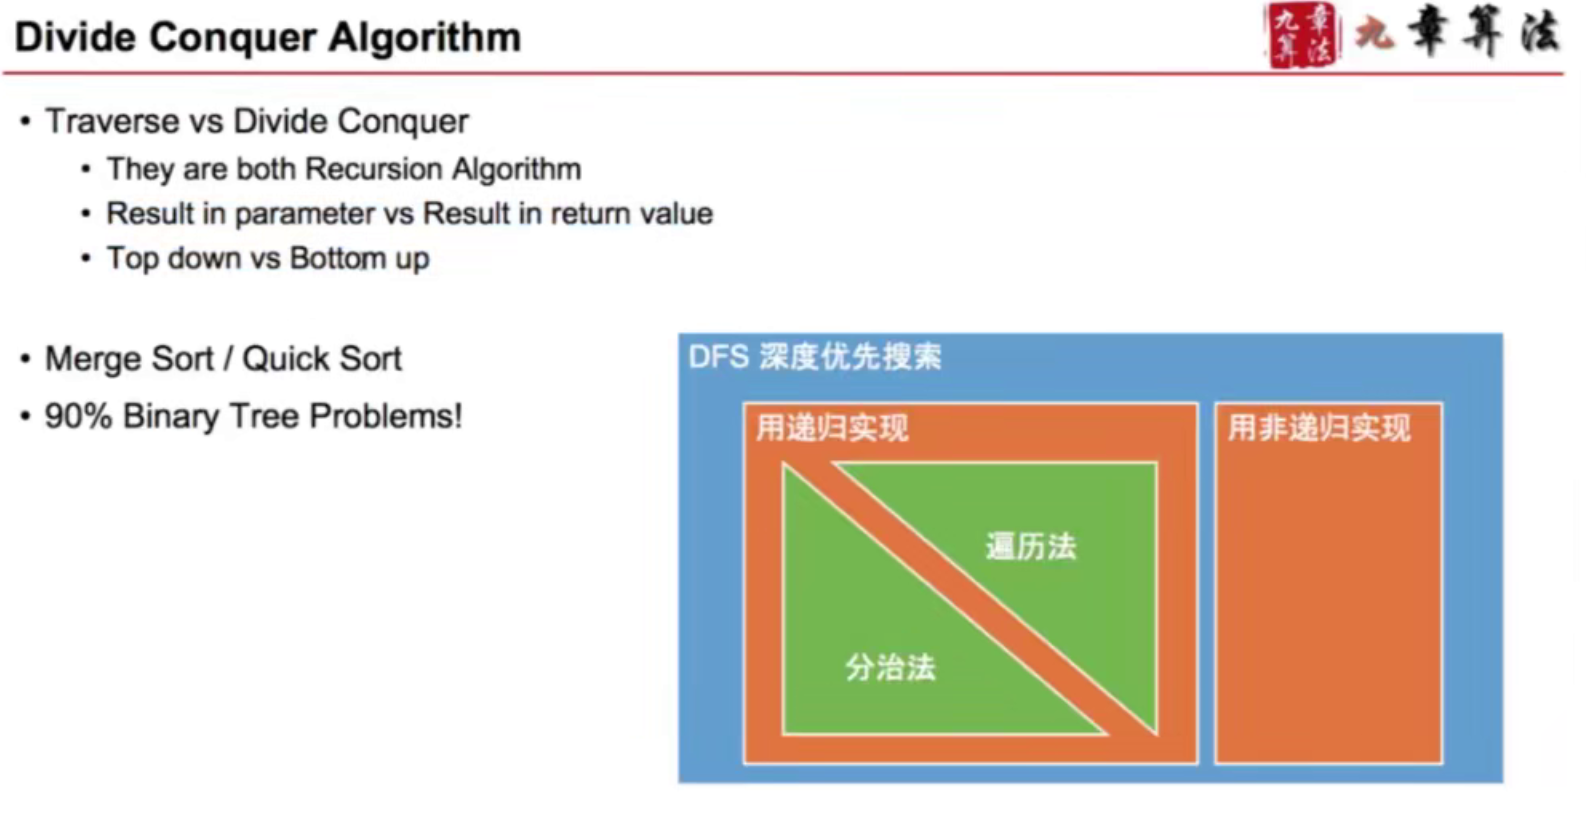 Divide Conquer Algorithm
九章
算法
九章算法
• Traverse vs Divide Conquer
• They are both Recursion Algorithm
• Result in parameter vs Result in return value
• Top down vs Bottom up
• Merge Sort / Quick Sort
• 90% Binary Tree Problems!
DFS 深度优先搜索
用递归实现
用非递归实现
遍历法
分治法